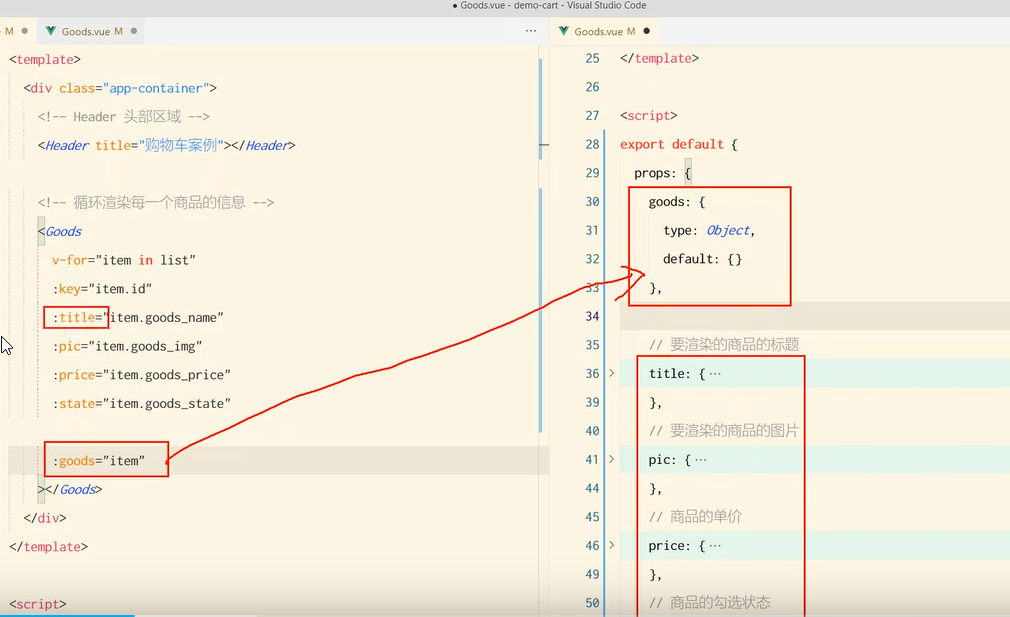 ● Goods.vue - demo-cart - Visual Studio Code
M ●
Goods.vue M ●
···
Goods.vue M ●
<template>
<div class="app-container">
<!-- Header 头部区域 -->
<Header title="购物车案例"></Header>
<!-- 循环渲染每一个商品的信息 -->
<Goods
v-for="item in list"
:key="item.id"
:title="item.goods_name"
:pic="item.goods_img"
:price="item.goods_price"
:state="item.goods_state"
:goods="item"
></Goods>
</div>
</template>
<script>
25 </template>
26
27 <script>
28 export default {
29 props: {
30 goods: {
31 type: Object,
32 default: {}
33 },
34
35 // 要渲染的商品的标题
36 > title: {···
39 },
40 // 要渲染的商品的图片
41 > pic: {···
44 },
45 // 商品的单价
46 > price: {···
49 },
50 // 商品的勾选状态